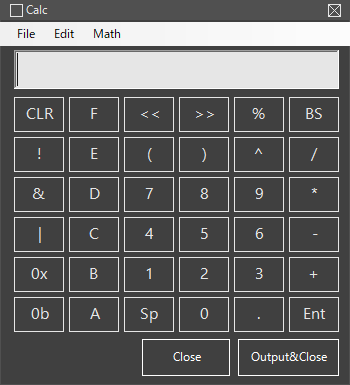 Calc
File Edit Math
CLR F << >> % BS
! E ( ) ^ /
& D 7 8 9 *
| C 4 5 6 -
0x B 1 2 3 +
0b A Sp 0 . Ent
Close Output&Close